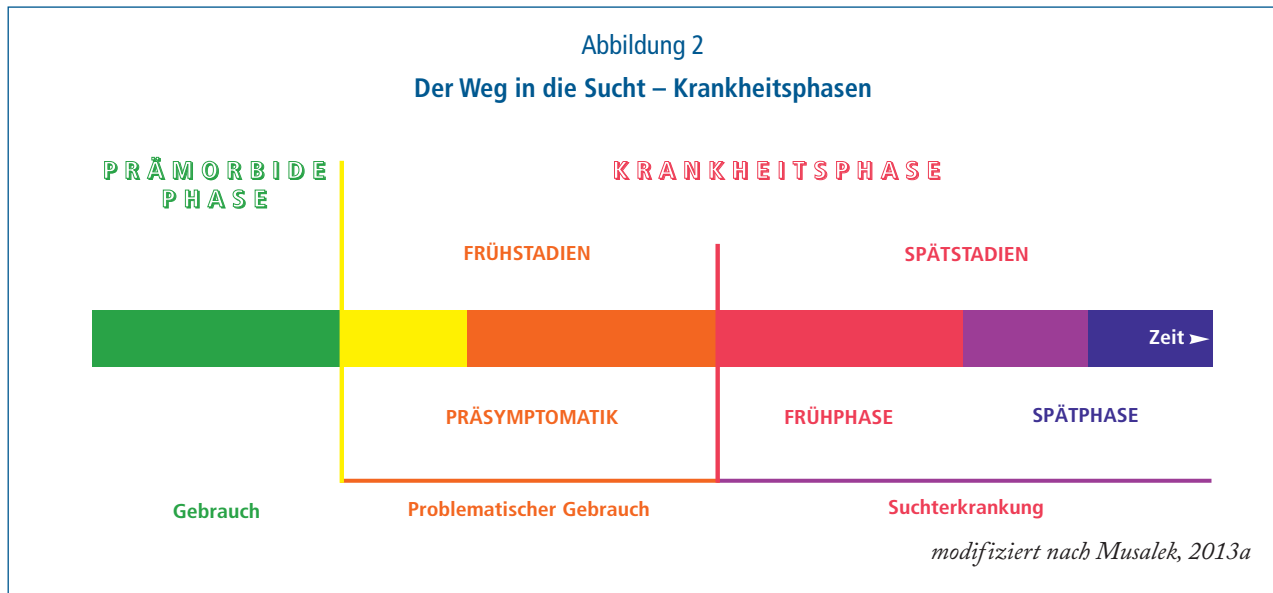 Abbildung 2
Der Weg in die Sucht – Krankheitsphasen
PRÄMORBIDE
PHASE
KRANKHEITSPHASE
FRÜHSTADIEN
SPÄTSTADIEN
Zeit ➤
PRÄSYMPTOMATIK
FRÜHPHASE
SPÄTPHASE
Gebrauch
Problematischer Gebrauch
Suchterkrankung
modifiziert nach Musalek, 2013a